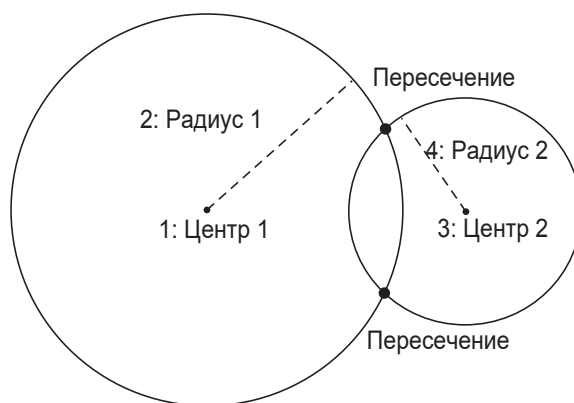 Пересечение
2: Радиус 1
4: Радиус 2
1: Центр 1
3: Центр 2
Пересечение